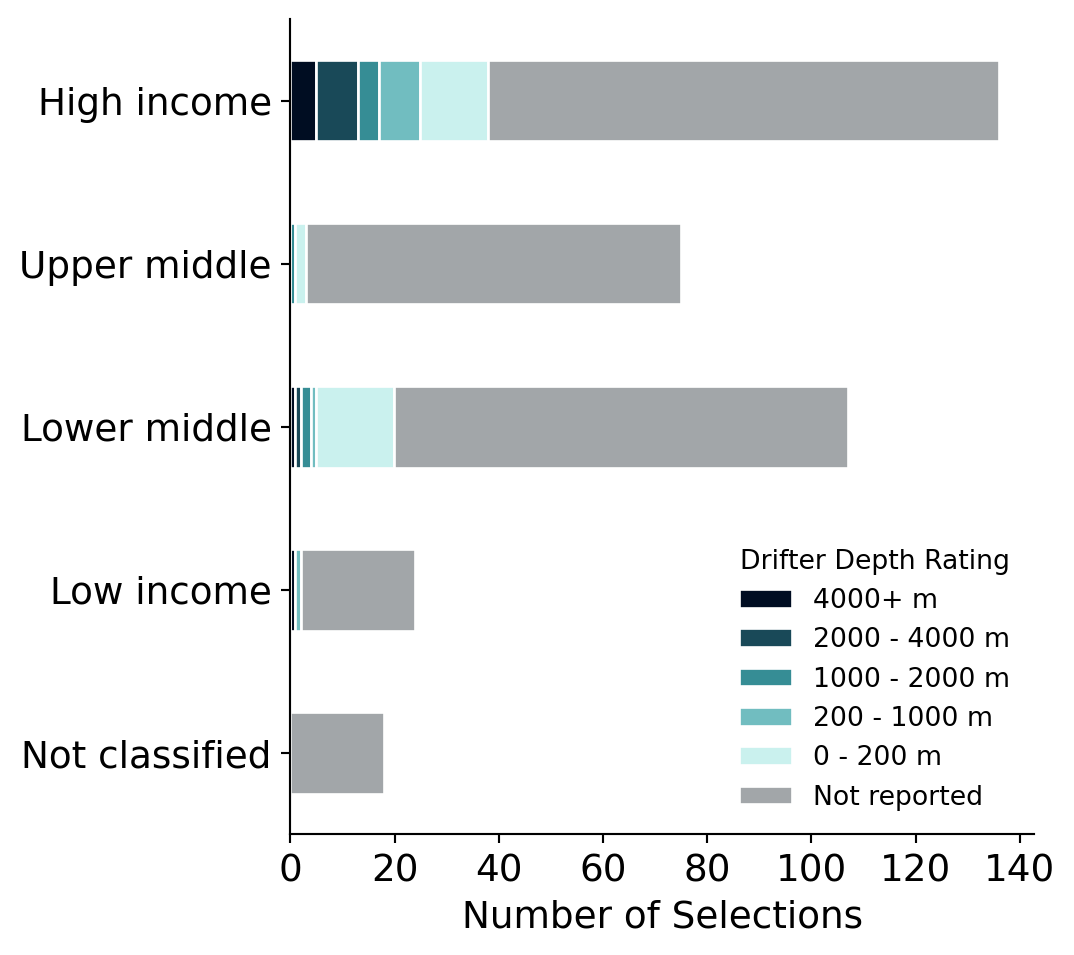 High income
Upper middle
Lower middle
Low income
Not classified
Drifter Depth Rating
4000+ m
2000 - 4000 m
1000 - 2000 m
200 - 1000 m
0 - 200 m
Not reported
0 20 40 60 80 100 120 140
Number of Selections